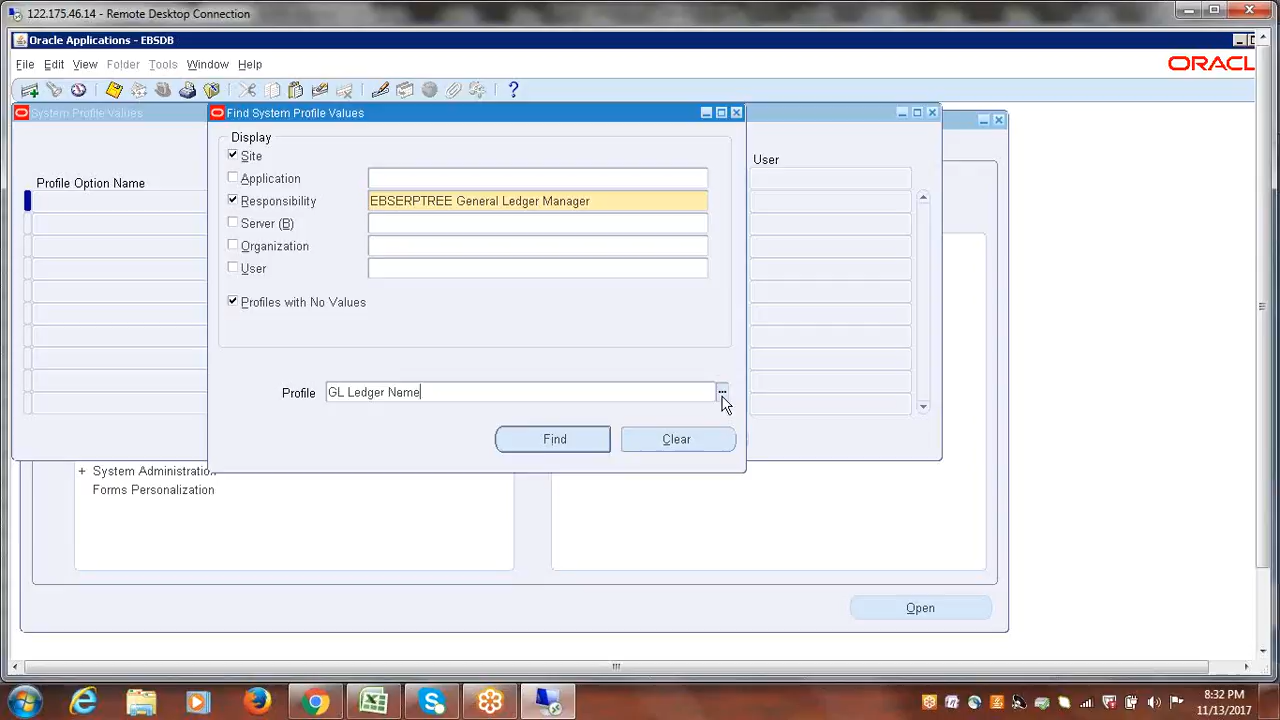 122.175.46.14 - Remote Desktop Connection
Oracle Applications - EBSDB
File Edit View Folder Tools Window Help
ORACL
System Profile Values
Find System Profile Values
Display
Site
Application
Responsibility EBSERPTREE General Ledger Manager
Server (B)
Organization
User
Profiles with No Values
Profile GL Ledger Name
Find Clear
Profile Option Name
User
+ System Administration
Forms Personalization
Open
8:32 PM
11/13/2017